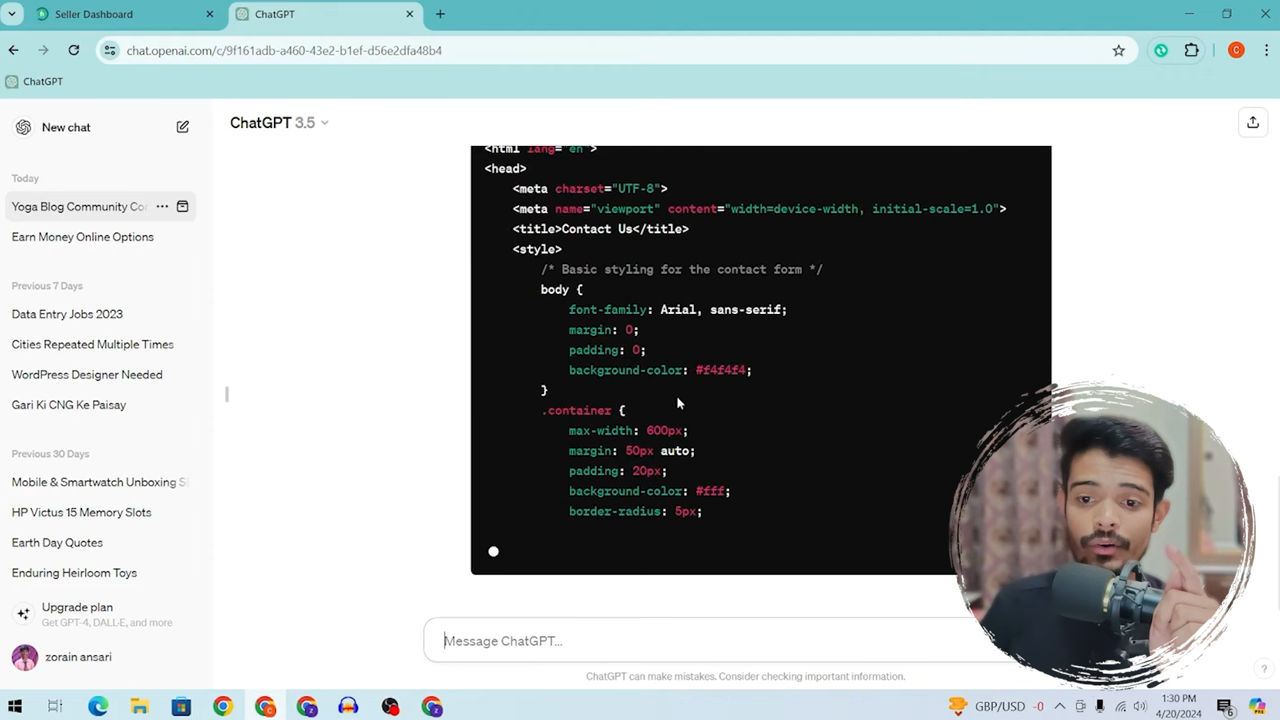 Seller Dashboard
ChatGPT
chat.openai.com/c/9f161adb-a460-43e2-b1ef-d56e2dfa48b4
C
ChatGPT
New chat
Today
Yoga Blog Community Cor
Earn Money Online Options
Previous 7 Days
Data Entry Jobs 2023
Cities Repeated Multiple Times
WordPress Designer Needed
Gari Ki CNG Ke Paisay
Previous 30 Days
Mobile & Smartwatch Unboxing S
HP Victus 15 Memory Slots
Earth Day Quotes
Enduring Heirloom Toys
Upgrade plan
Get GPT-4, DALL·E, and more
zorain ansari
ChatGPT 3.5
<html lang="en">
<head>
<meta charset="UTF-8">
<meta name="viewport" content="width=device-width, initial-scale=1.0">
<title>Contact Us</title>
<style>
/* Basic styling for the contact form */
body {
font-family: Arial, sans-serif;
margin: 0;
padding: 0;
background-color: #f4f4f4;
}
.container {
max-width: 600px;
margin: 50px auto;
padding: 20px;
background-color: #fff;
border-radius: 5px;
Message ChatGPT...
ChatGPT can make mistakes. Consider checking important information.
?
GBP/USD -0
1:30 PM
4/20/2024
6